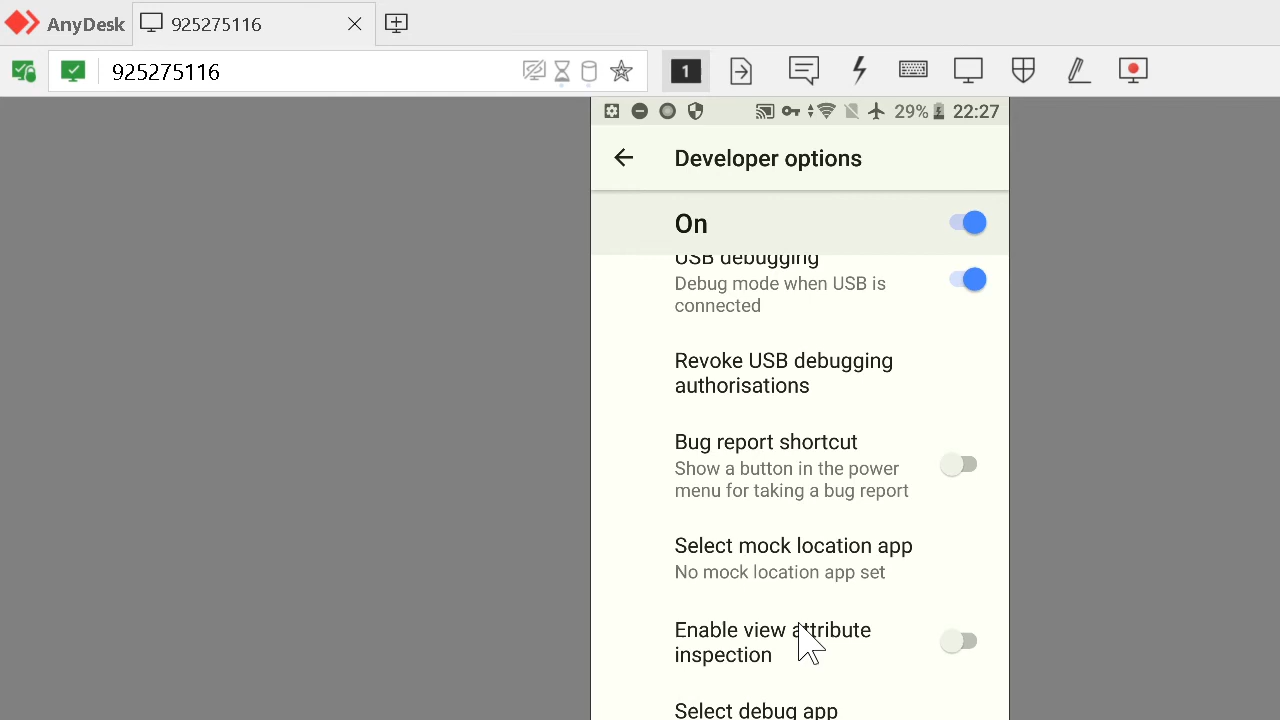 AnyDesk
925275116
925275116
1
29%
22:27
Developer options
On
USB debugging
Debug mode when USB is
connected
Revoke USB debugging
authorisations
Bug report shortcut
Show a button in the power
menu for taking a bug report
Select mock location app
No mock location app set
Enable view attribute
inspection
Select debug app